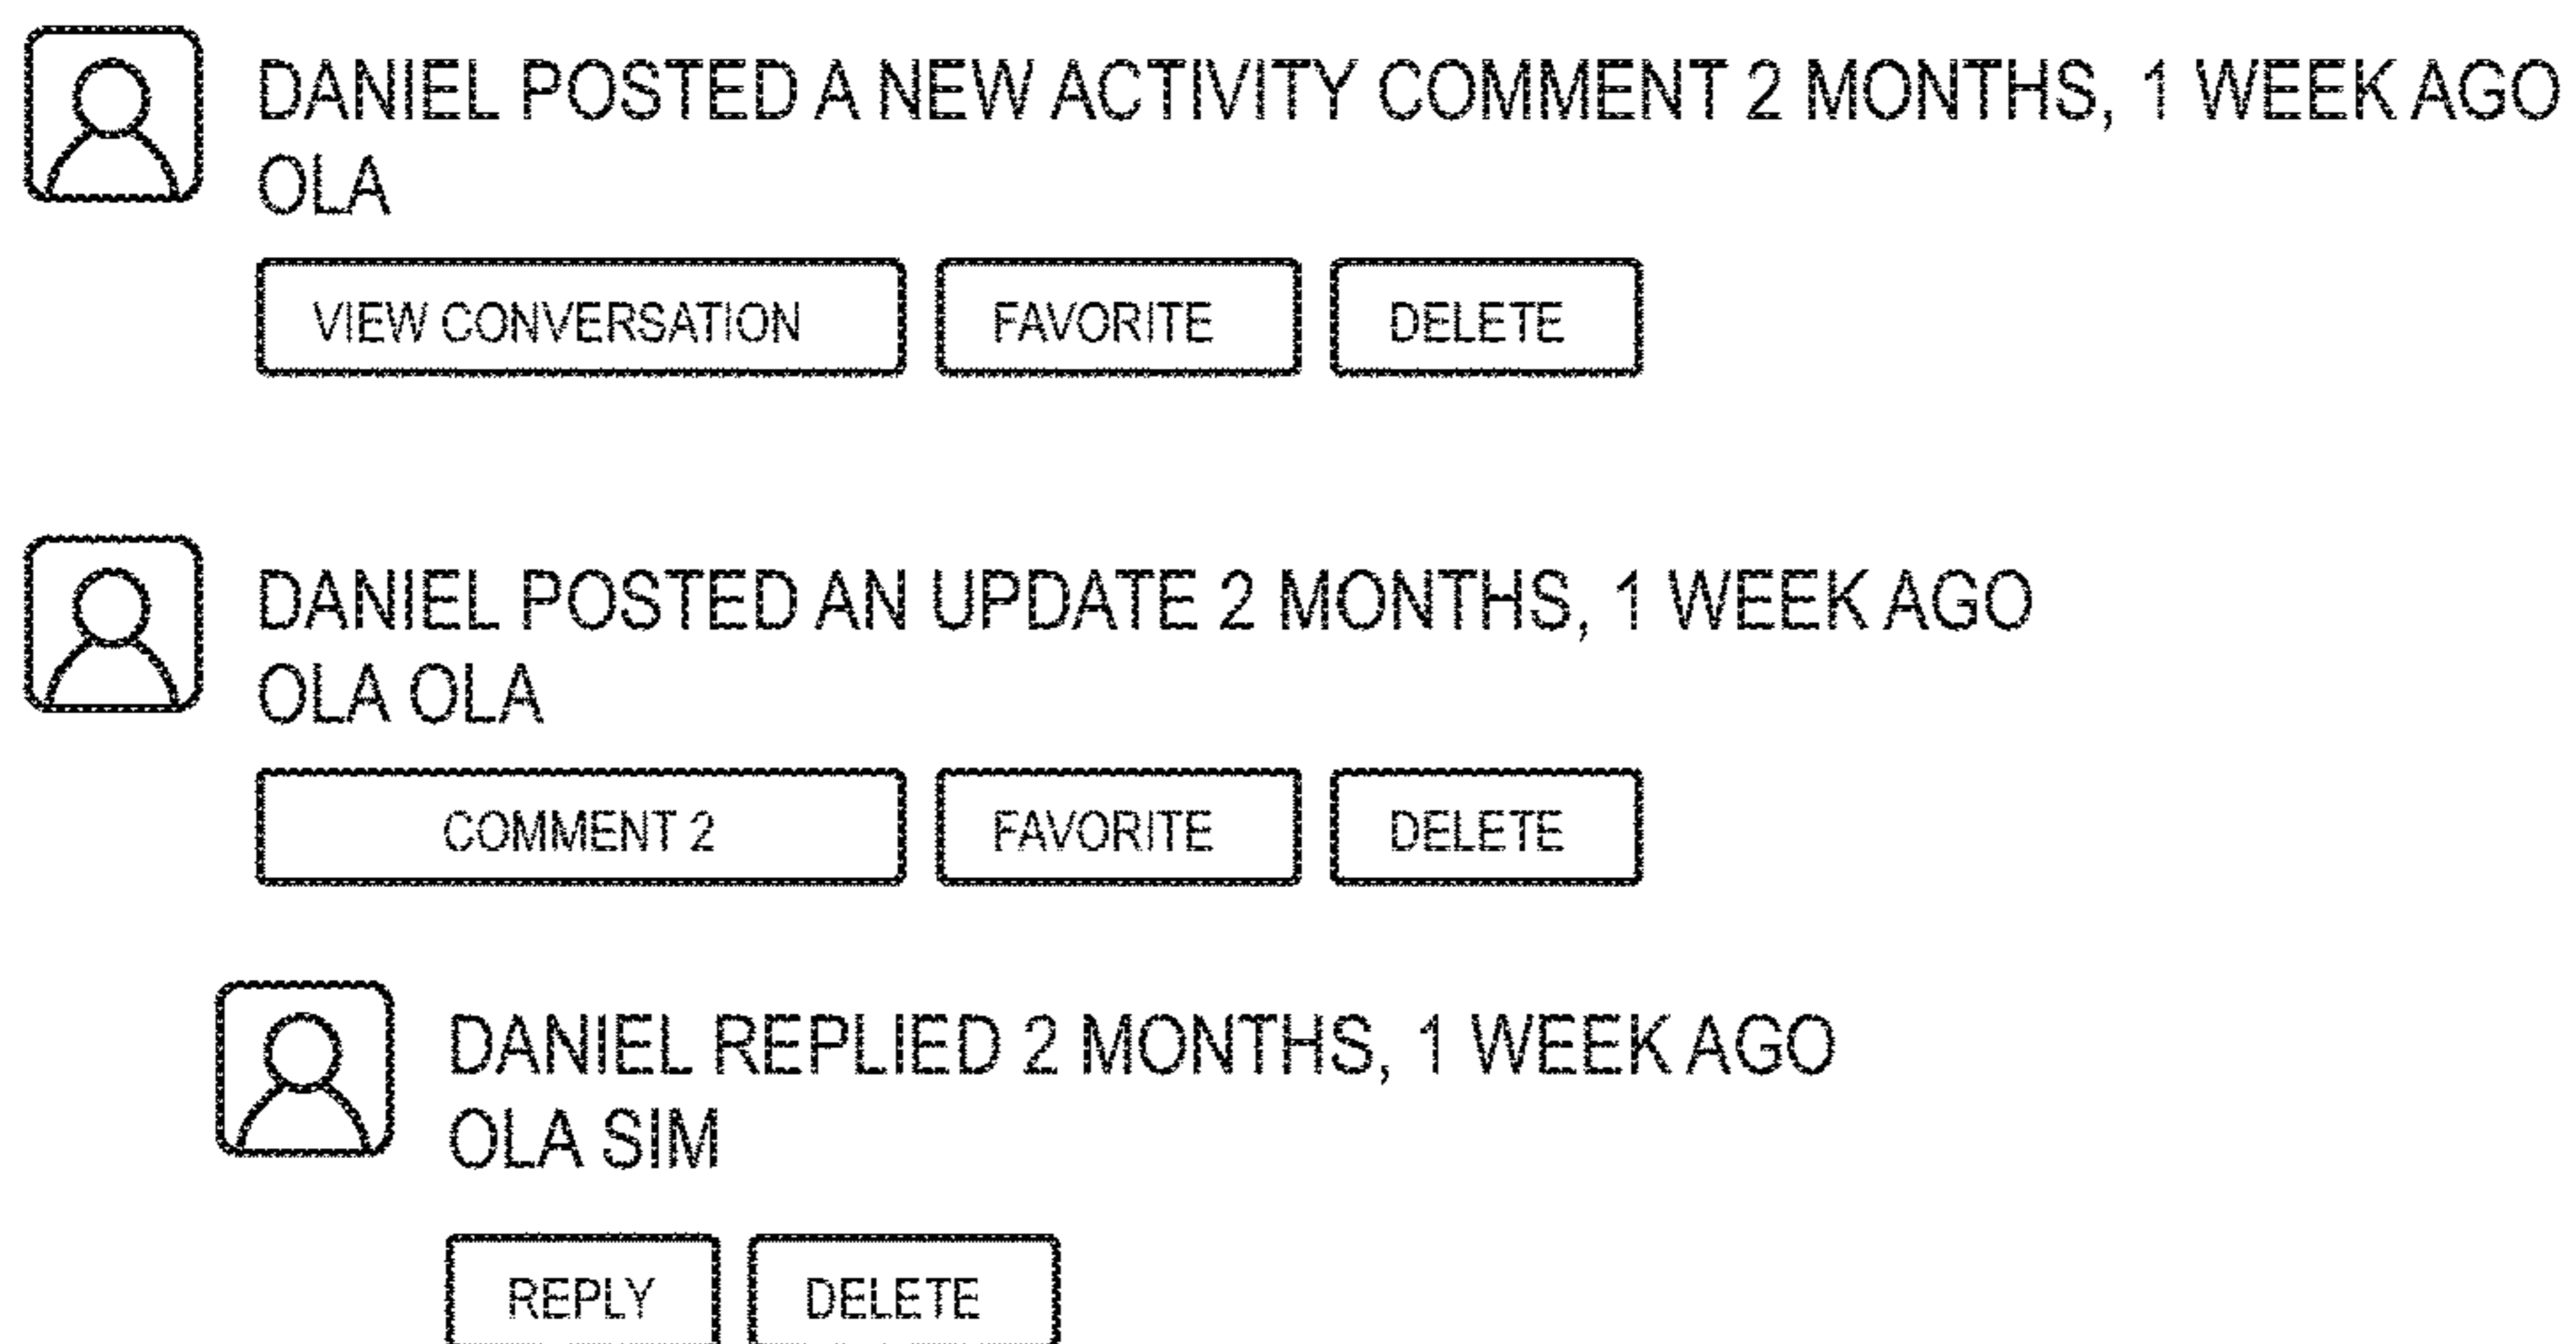 DANIEL POSTED A NEW ACTIVITY COMMENT 2 MONTHS, 1 WEEK AGO
OLA
VIEW CONVERSATION FAVORITE DELETE
DANIEL POSTED AN UPDATE 2 MONTHS, 1 WEEK AGO
OLA OLA
COMMENT 2 FAVORITE DELETE
DANIEL REPLIED 2 MONTHS, 1 WEEK AGO
OLA SIM
REPLY DELETE